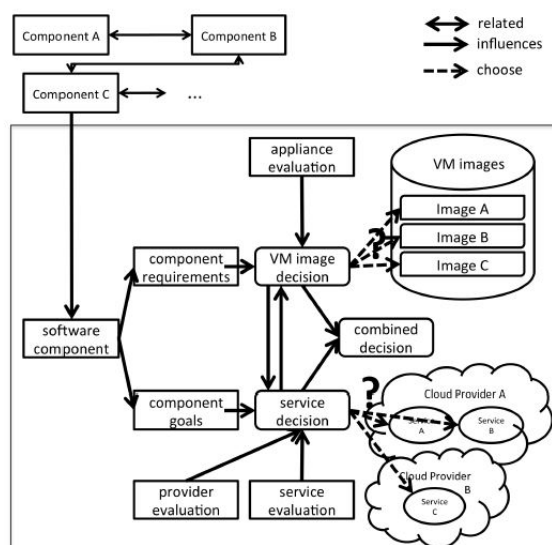 Component A
Component B
related
influences
choose
Component C
...
appliance
evaluation
VM images
Image A
Image B
Image C
?
component
requirements
VM image
decision
software
component
combined
decision
?
component
goals
service
decision
Cloud Provider A
Service
A
Service
B
Cloud Provider
B
Service
C
provider
evaluation
service
evaluation